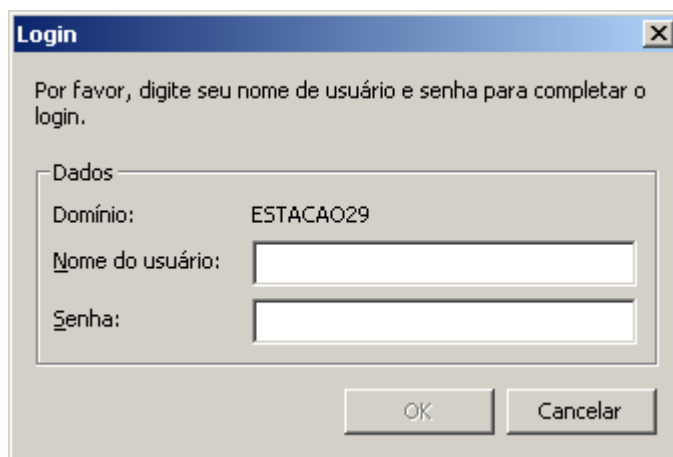 Login
Por favor, digite seu nome de usuário e senha para completar o
login.
Dados
Domínio: ESTACAO29
Nome do usuário:
Senha:
OK Cancelar